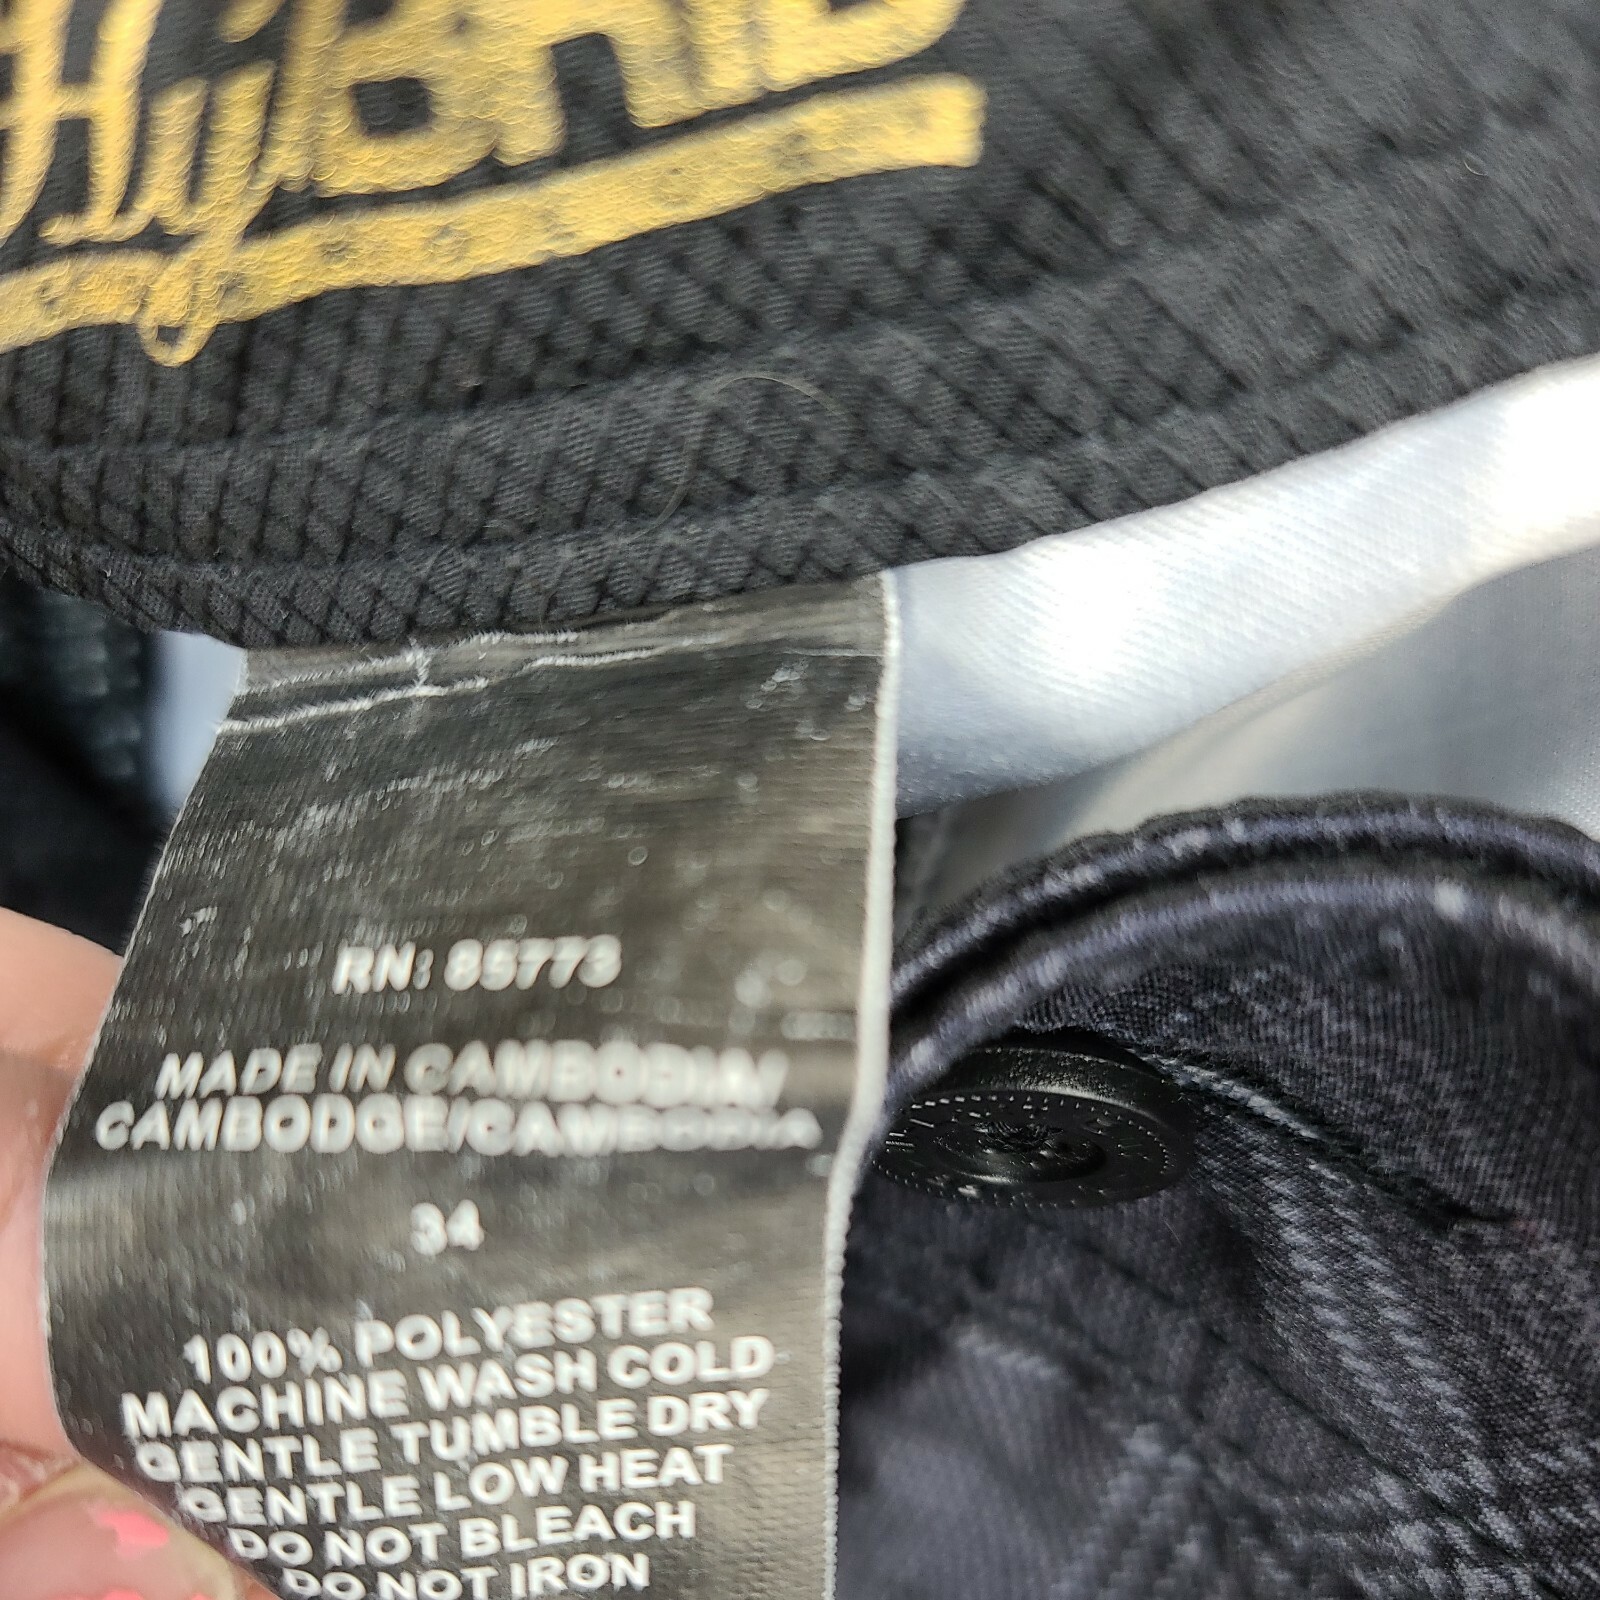 HyBRID
RN: 85773
MADE IN CAMBODIA/
CAMBODGE/CAMBODIA
34
100% POLYESTER
MACHINE WASH COLD
GENTLE TUMBLE DRY
GENTLE LOW HEAT
DO NOT BLEACH
DO NOT IRON